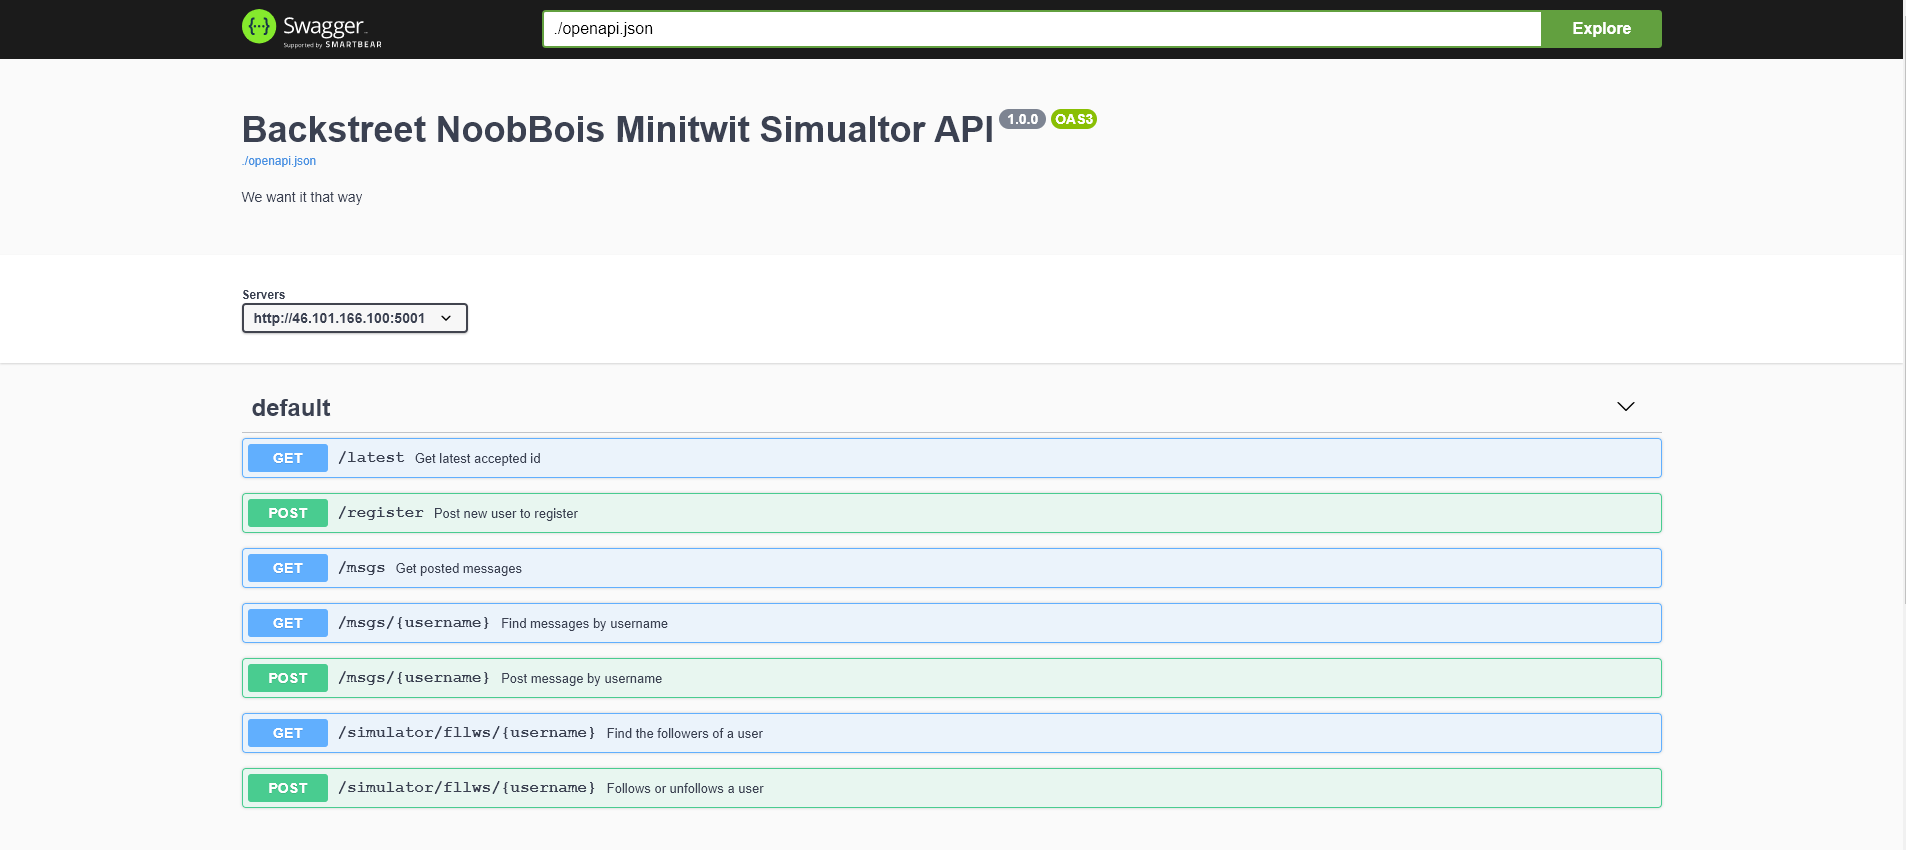 Swagger
Supported by SMARTBEAR
./openapi.json
Explore
Backstreet NoobBois Minitwit Simualtor API 1.0.0 OAS3
./openapi.json
We want it that way
Servers
http://46.101.166.100:5001
default
GET /latest Get latest accepted id
POST /register Post new user to register
GET /msgs Get posted messages
GET /msgs/{username} Find messages by username
POST /msgs/{username} Post message by username
GET /simulator/fllws/{username} Find the followers of a user
POST /simulator/fllws/{username} Follows or unfollows a user